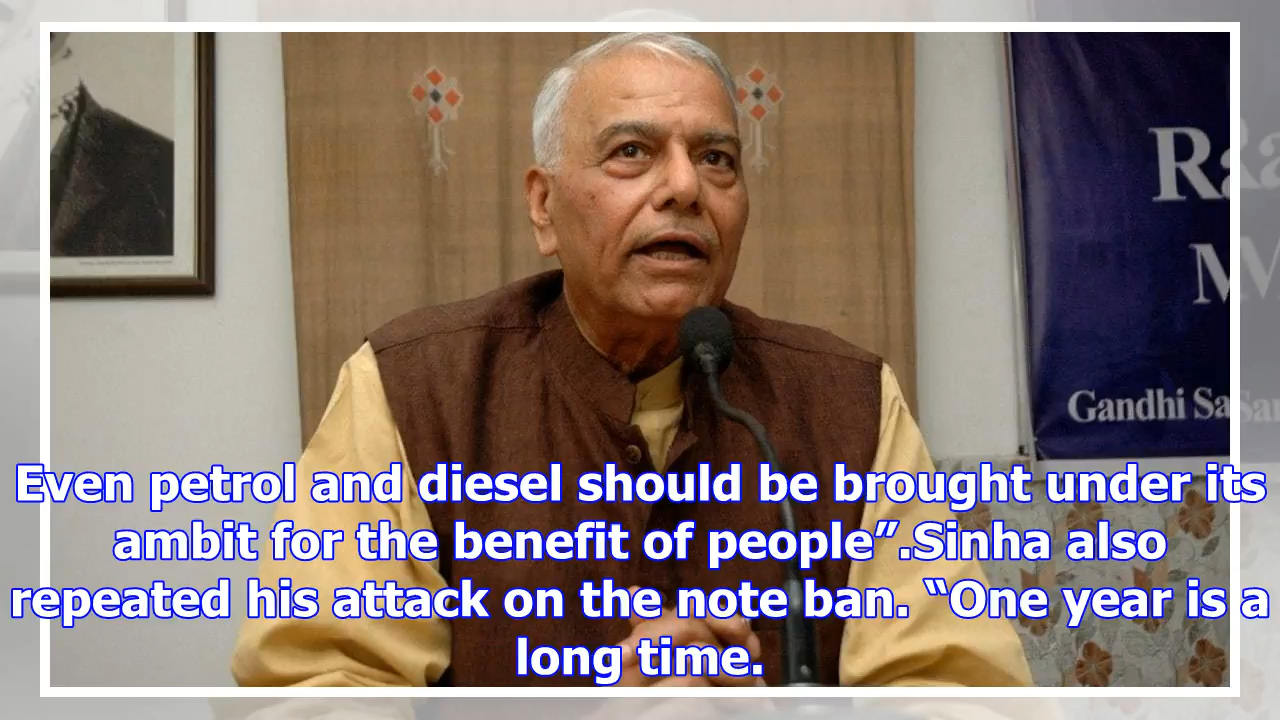 Gandhi
Even petrol and diesel should be brought under its
ambit for the benefit of people”.Sinha also
repeated his attack on the note ban. “One year is a
long time.